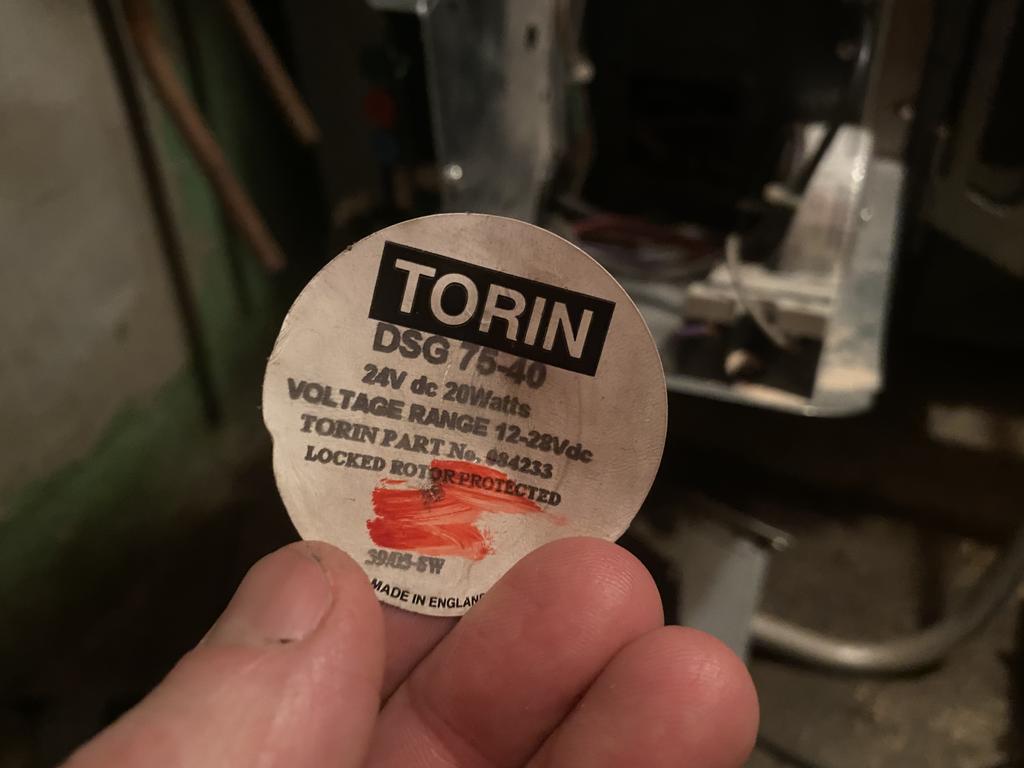 TORIN
DSG 75-40
24V dc 20Watts
VOLTAGE RANGE 12-28Vdc
TORIN PART No. 084233
LOCKED ROTOR PROTECTED
MADE IN ENGLAND